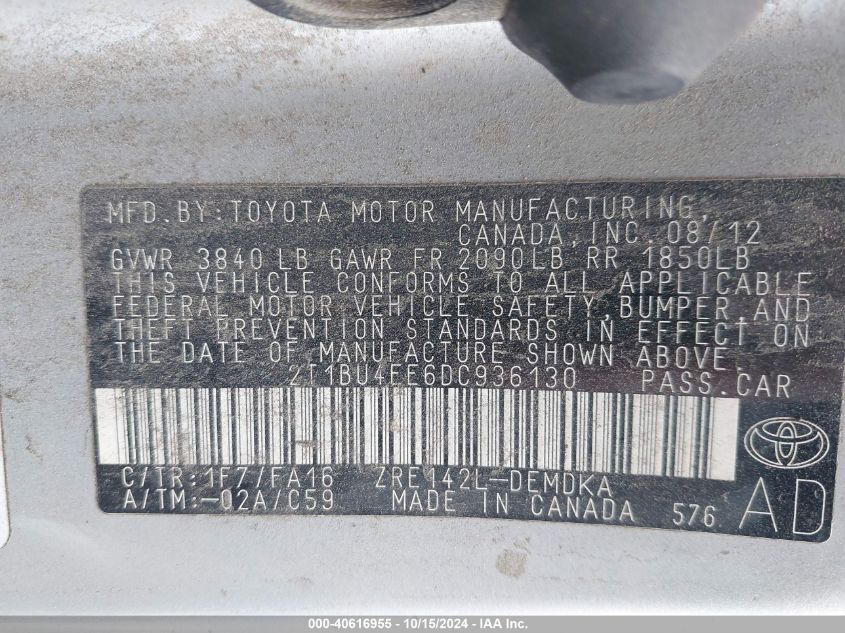 MFD. BY: TOYOTA MOTOR MANUFACTURING,
CANADA, INC. 08/12
GVWR 3840 LB GAWR FR 2090LB RR 1850LB
THIS VEHICLE CONFORMS TO ALL APPLICABLE
FEDERAL MOTOR VEHICLE SAFETY, BUMPER, AND
THEFT PREVENTION STANDARDS IN EFFECT ON
THE DATE OF MANUFACTURE SHOWN ABOVE.
2T1BU4EE6DC936130 PASS. CAR
C/TR: 1F7/FA16 ZRE142L-DEMDKA
A/TM: -02A/C59 MADE IN CANADA 576 AD
000-40616955 - 10/15/2024 - © IAA Inc.